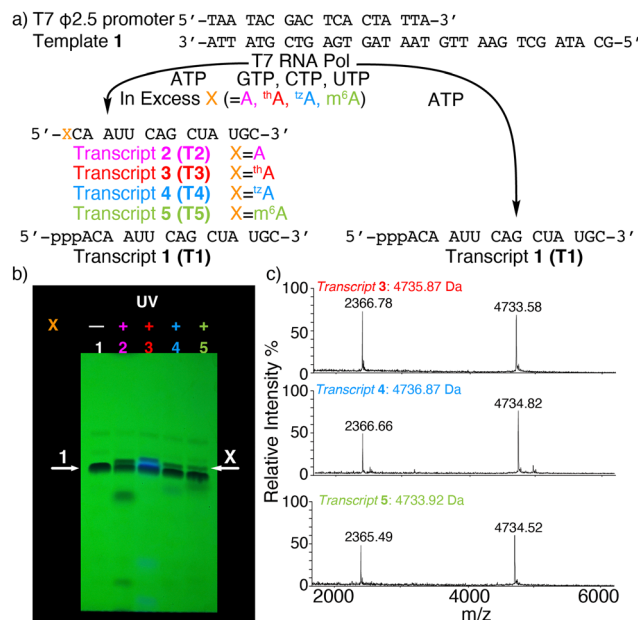 a) T7 ϕ2.5 promoter 5′-TAA TAC GAC T CA CTA TTA-3′
Template 1 3′-ATT ATG CTG AGT GAT AAT GTT AAG TCG ATA CG-5′
T7 RNA Pol
ATP GTP, CTP, UTP
In Excess X (=A, thA, tzA, m6A) ATP
5′-XCA AUU CAG CUA UGC-3′
Transcript 2 (T2) X=A
Transcript 3 (T3) X=thA
Transcript 4 (T4) X=tzA
Transcript 5 (T5) X=m6A
5′-pppACA AUU CAG CUA UGC-3′ 5′-pppACA AUU CAG CUA UGC-3′
Transcript 1 (T1) Transcript 1 (T1)
b)
UV
X — + + + +
1 2 3 4 5
1 X
c)
Relative Intensity %
Transcript 3: 4735.87 Da
100
50
0
2366.78 4733.58
Transcript 4: 4736.87 Da
100
50
0
2366.66 4734.82
Transcript 5: 4733.92 Da
100
50
0
2365.49 4734.52
2000 4000 6000
m/z